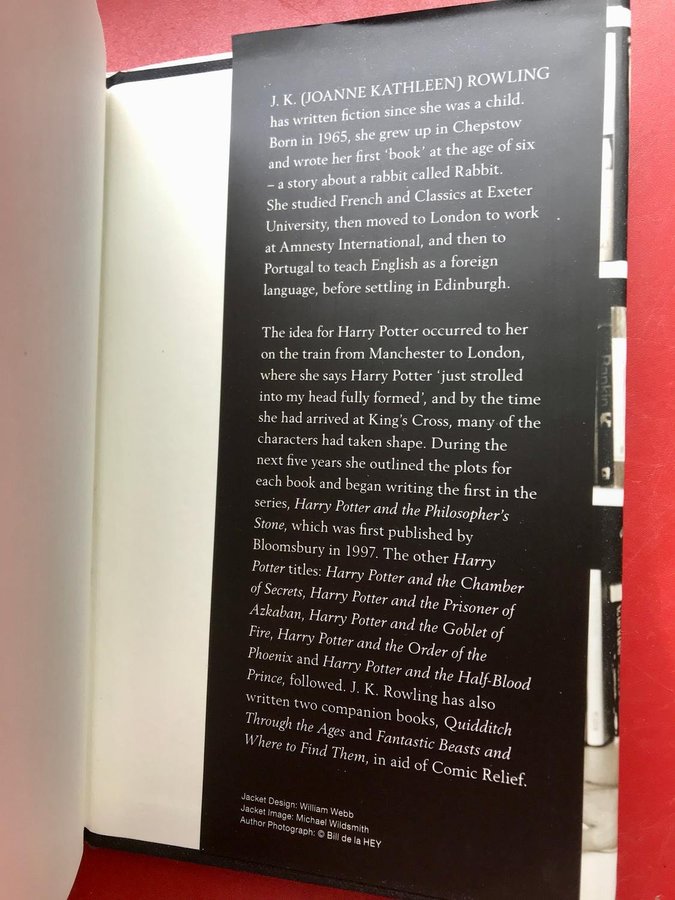 J. K. (JOANNE KATHLEEN) ROWLING
has written fiction since she was a child.
Born in 1965, she grew up in Chepstow
and wrote her first ‘book’ at the age of six
– a story about a rabbit called Rabbit.
She studied French and Classics at Exeter
University, then moved to London to work
at Amnesty International, and then to
Portugal to teach English as a foreign
language, before settling in Edinburgh.
The idea for Harry Potter occurred to her
on the train from Manchester to London,
where she says Harry Potter ‘just strolled
into my head fully formed’, and by the time
she had arrived at King’s Cross, many of the
characters had taken shape. During the
next five years she outlined the plots for
each book and began writing the first in the
series, Harry Potter and the Philosopher’s
Stone, which was first published by
Bloomsbury in 1997. The other Harry
Potter titles: Harry Potter and the Chamber
of Secrets, Harry Potter and the Prisoner of
Azkaban, Harry Potter and the Goblet of
Fire, Harry Potter and the Order of the
Phoenix and Harry Potter and the Half-Blood
Prince, followed. J. K. Rowling has also
written two companion books, Quidditch
Through the Ages and Fantastic Beasts and
Where to Find Them, in aid of Comic Relief.
Jacket Design: William Webb
Jacket Image: Michael Wildsmith
Author Photograph: © Bill de la HEY
Rankin